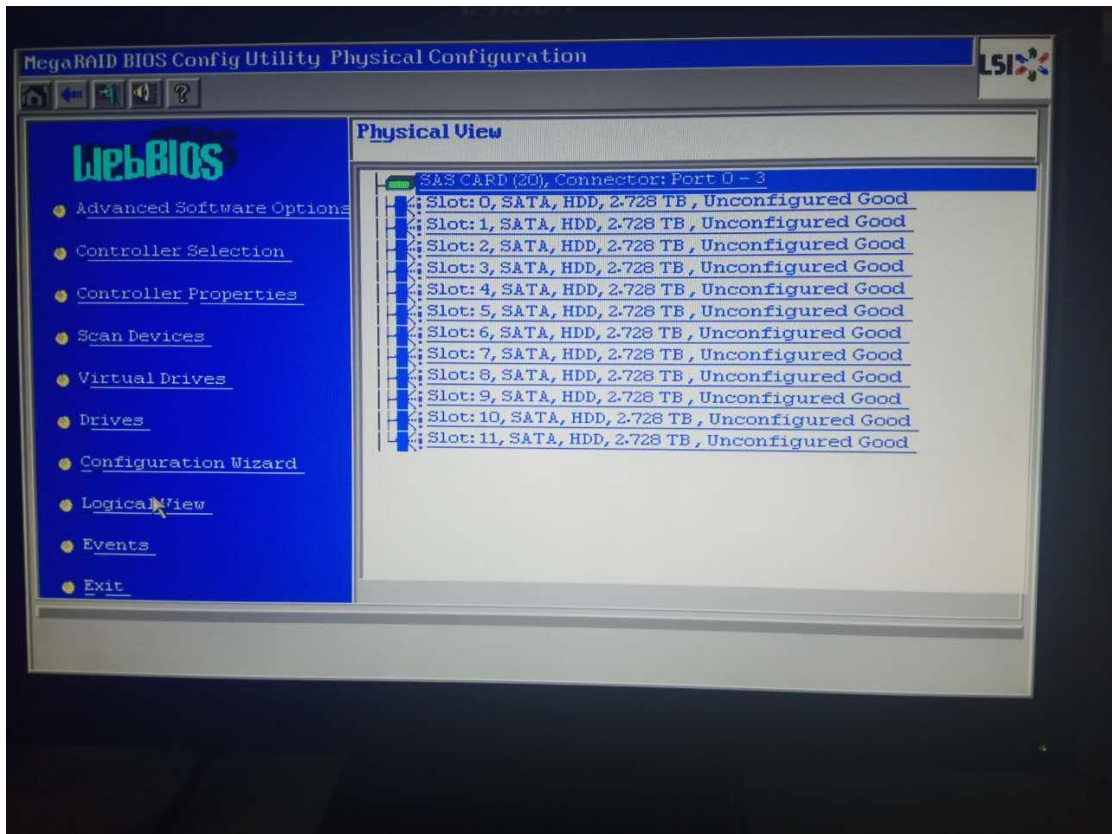 MegaRAID BIOS Config Utility Physical Configuration
LSI
WebBIOS
Advanced Software Options
Controller Selection
Controller Properties
Scan Devices
Virtual Drives
Drives
Configuration Wizard
Logical View
Events
Exit
Physical View
SAS CARD (20), Connector: Port 0 - 3
Slot: 0, SATA, HDD, 2.728 TB , Unconfigured Good
Slot: 1, SATA, HDD, 2.728 TB , Unconfigured Good
Slot: 2, SATA, HDD, 2.728 TB , Unconfigured Good
Slot: 3, SATA, HDD, 2.728 TB , Unconfigured Good
Slot: 4, SATA, HDD, 2.728 TB , Unconfigured Good
Slot: 5, SATA, HDD, 2.728 TB , Unconfigured Good
Slot: 6, SATA, HDD, 2.728 TB , Unconfigured Good
Slot: 7, SATA, HDD, 2.728 TB , Unconfigured Good
Slot: 8, SATA, HDD, 2.728 TB , Unconfigured Good
Slot: 9, SATA, HDD, 2.728 TB , Unconfigured Good
Slot: 10, SATA, HDD, 2.728 TB , Unconfigured Good
Slot: 11, SATA, HDD, 2.728 TB , Unconfigured Good